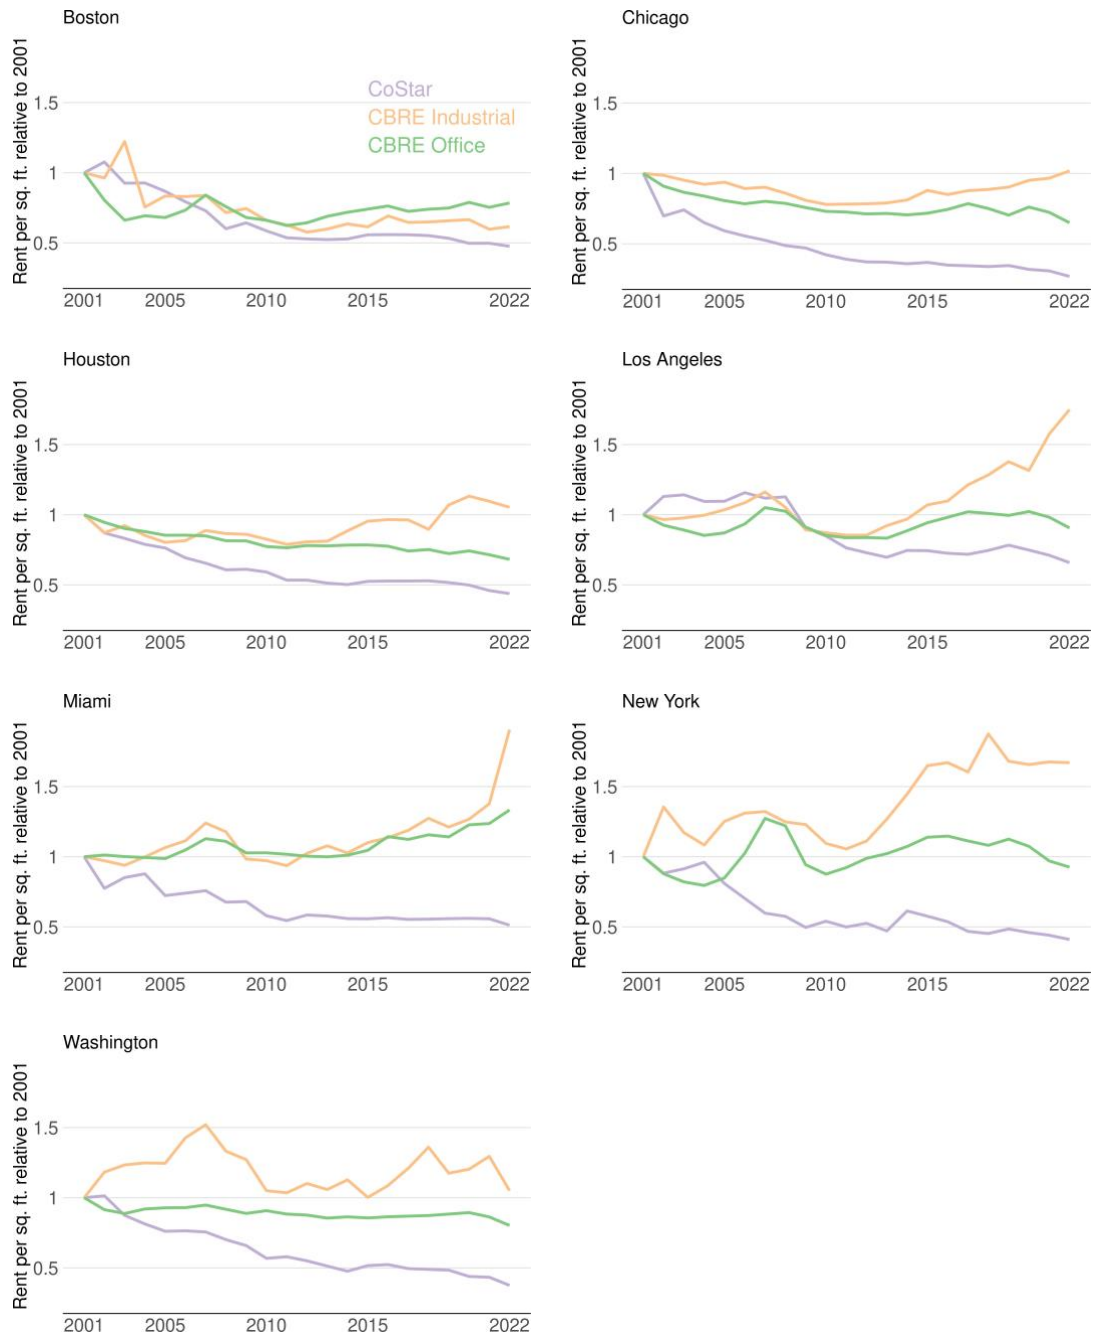 Boston
Rent per sq. ft. relative to 2001
1.5
1
0.5
CoStar
CBRE Industrial
CBRE Office
2001 2005 2010 2015 2022
Chicago
Rent per sq. ft. relative to 2001
1.5
1
0.5
2001 2005 2010 2015 2022
Houston
Rent per sq. ft. relative to 2001
1.5
1
0.5
2001 2005 2010 2015 2022
Los Angeles
Rent per sq. ft. relative to 2001
1.5
1
0.5
2001 2005 2010 2015 2022
Miami
Rent per sq. ft. relative to 2001
1.5
1
0.5
2001 2005 2010 2015 2022
New York
Rent per sq. ft. relative to 2001
1.5
1
0.5
2001 2005 2010 2015 2022
Washington
Rent per sq. ft. relative to 2001
1.5
1
0.5
2001 2005 2010 2015 2022